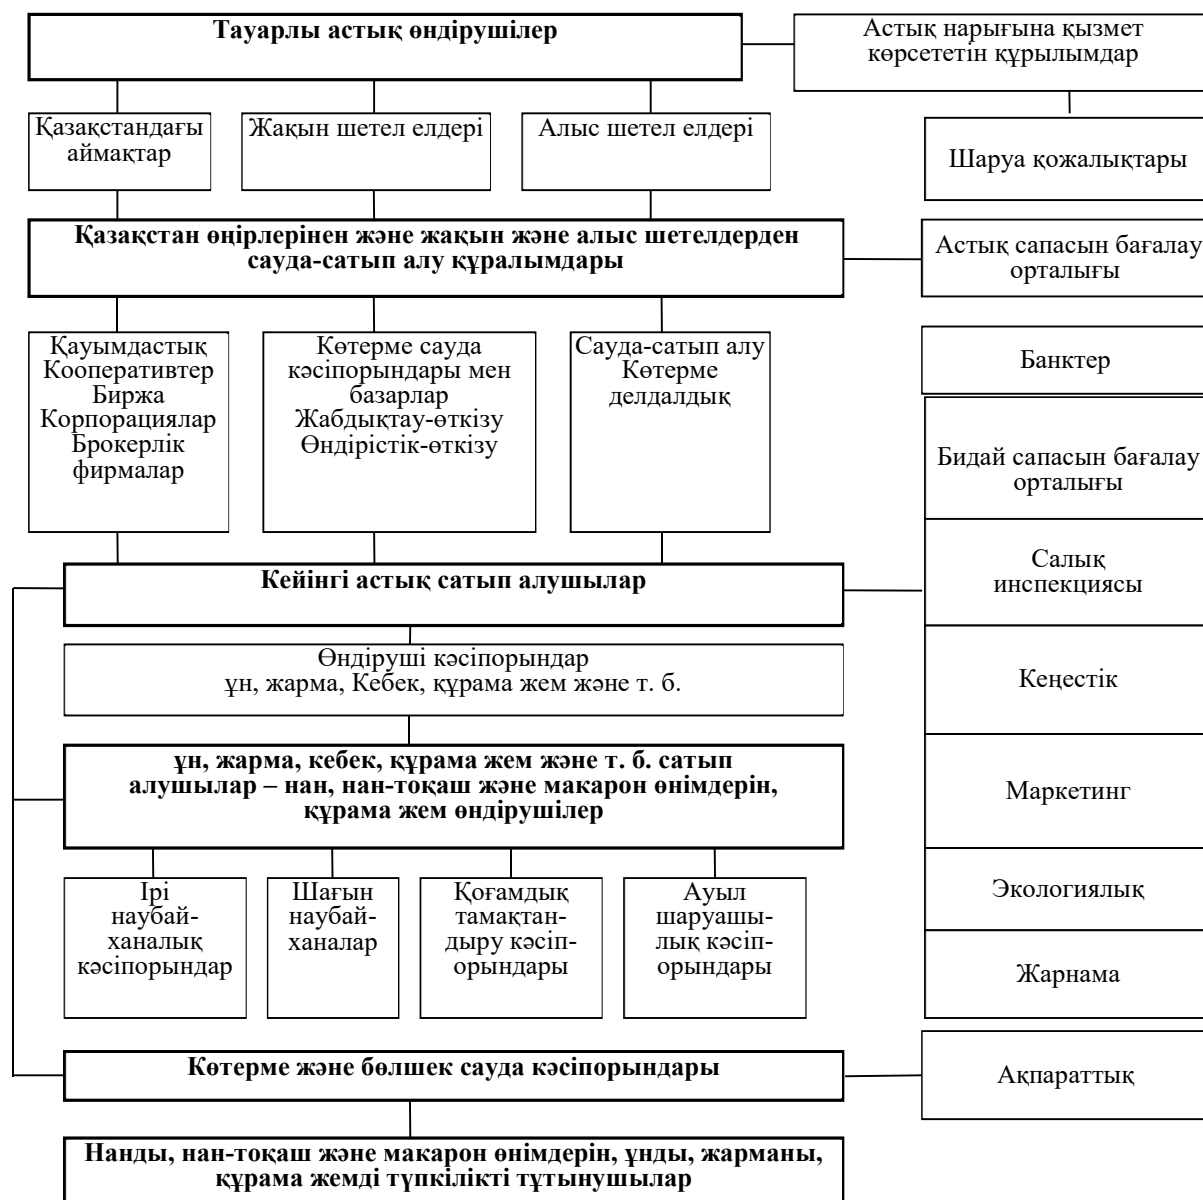 Тауарлы астық өндірушілер
Астық нарығына қызмет
көрсететін құрылымдар
Қазақстандағы
аймақтар
Жақын шетел елдері
Алыс шетел елдері
Шаруа қожалықтары
Қазақстан өңірлерінен және жақын және алыс шетелдерден
сауда-сатып алу құралымдары
Астық сапасын бағалау
орталығы
Қауымдастық
Кооперативтер
Биржа
Корпорациялар
Брокерлік
фирмалар
Көтерме сауда
кәсіпорындары мен
базарлар
Жабдықтау-өткізу
Өндірістік-өткізу
Сауда-сатып алу
Көтерме
делдалдық
Банктер
Бидай сапасын бағалау
орталығы
Кейінгі астық сатып алушылар
Салық
инспекциясы
Өндіруші кәсіпорындар
ұн, жарма, Кебек, құрама жем және т. б.
Кеңестік
ұн, жарма, кебек, құрама жем және т. б. сатып
алушылар – нан, нан-тоқаш және макарон өнімдерін,
құрама жем өндірушілер
Маркетинг
Ірі
наубай-
ханалық
кәсіпорындар
Шағын
наубай-
ханалар
Қоғамдық
тамақтан-
дыру кәсіп-
орындары
Ауыл
шаруашы-
лық кәсіп-
орындары
Экологиялық
Жарнама
Көтерме және бөлшек сауда кәсіпорындары
Ақпараттық
Нанды, нан-тоқаш және макарон өнімдерін, ұнды, жарманы,
құрама жемді түпкілікті тұтынушылар